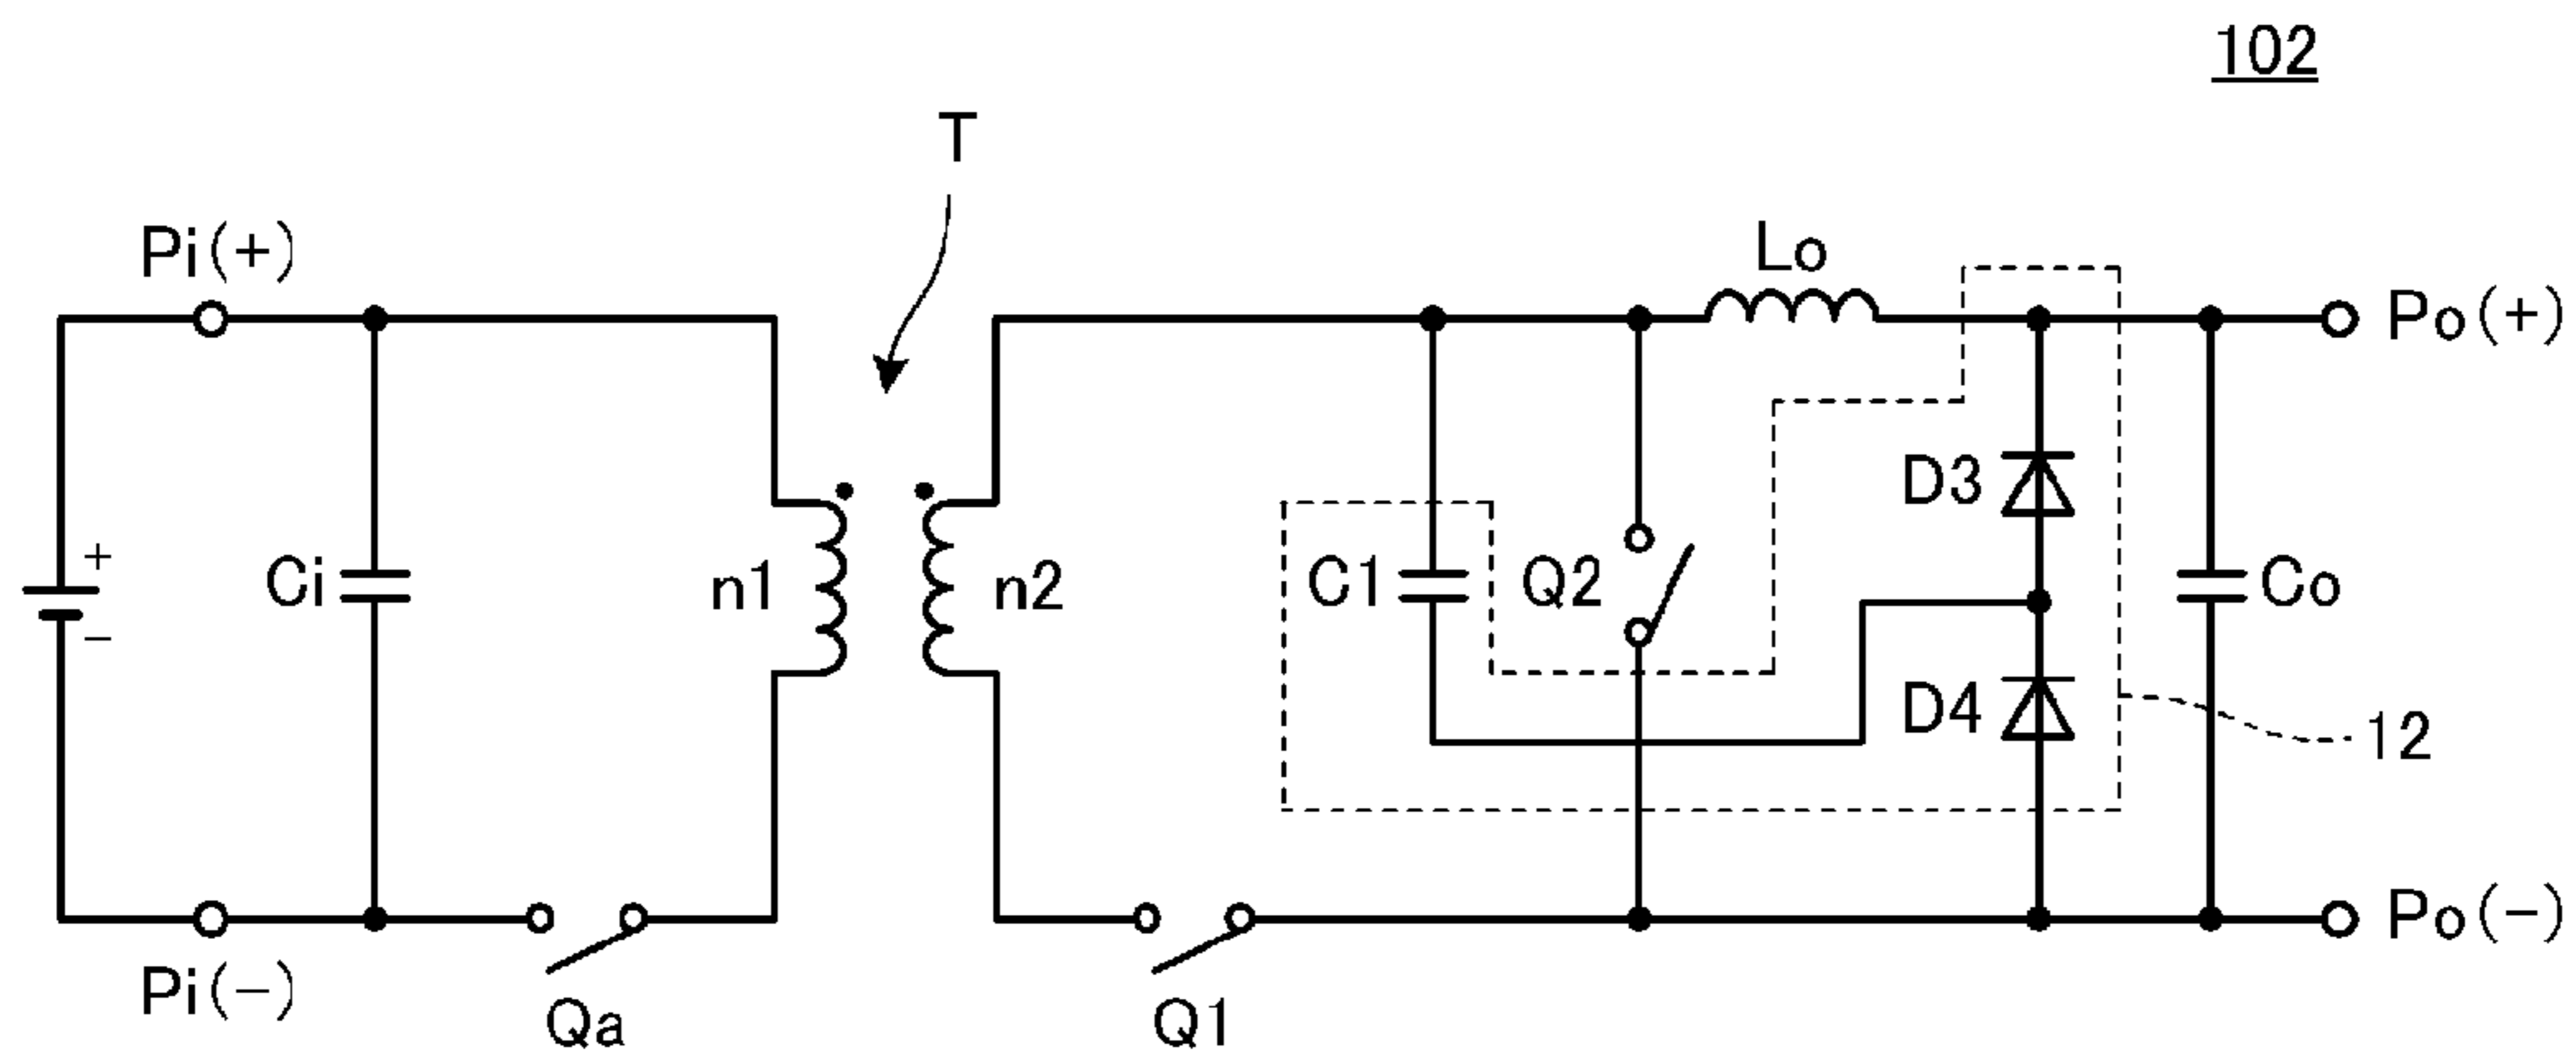 102
T
Pi(+)
Lo
Po(+)
+
-
Ci
n1
n2
C1
Q2
D3
D4
Co
12
Pi(-)
Qa
Q1
Po(-)